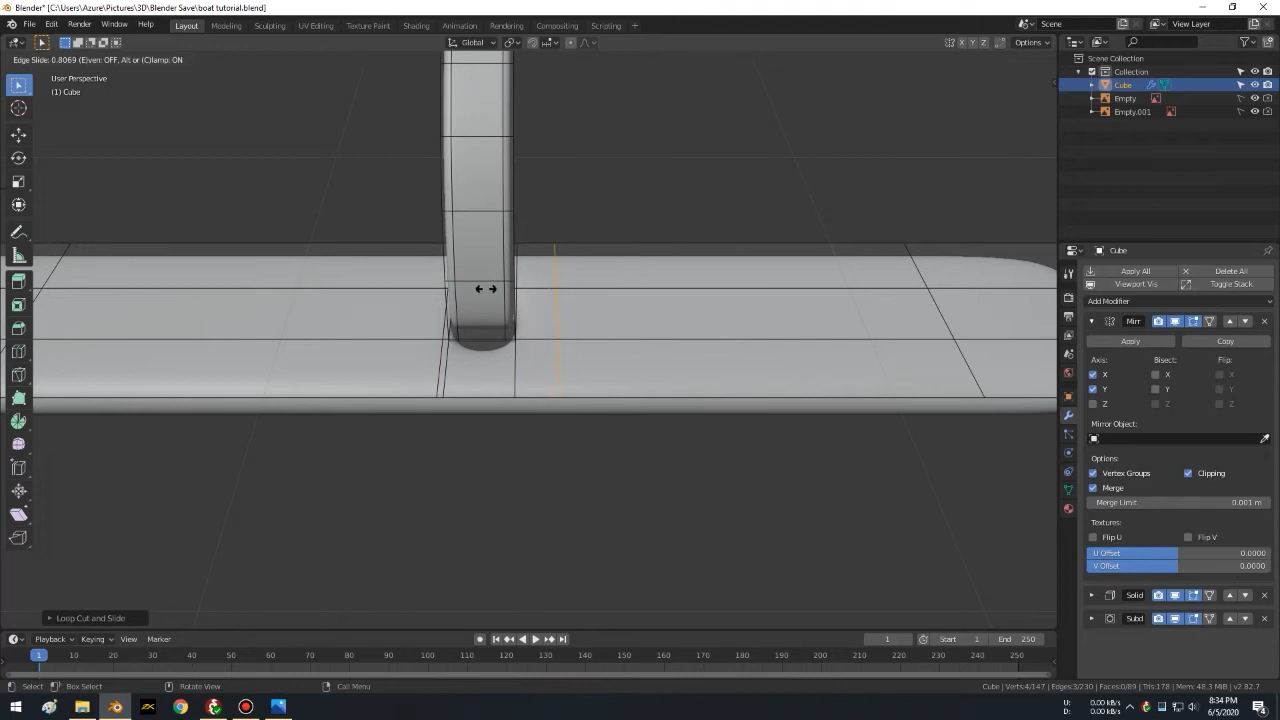 Blender* [C:\Users\Azure\Pictures\3D\Blender Save\boat tutorial.blend]
File Edit Render Window Help Layout Modeling Sculpting UV Editing Texture Paint Shading Animation Rendering Compositing Scripting + Scene View Layer
Global X Y Z Options
Edge Slide: 0.8069 (E)ven: OFF, Alt or (C)lamp: ON
User Perspective
(1) Cube
Scene Collection
Collection
Cube
Empty
Empty.001
Cube
Apply All Delete All
Viewport Vis Toggle Stack
Add Modifier
Mirr
Apply Copy
Axis: Bisect: Flip:
X X X
Y Y Y
Z Z Z
Mirror Object:
Options:
Vertex Groups Clipping
Merge
Merge Limit 0.001 m
Textures:
Flip U Flip V
U Offset 0.0000
V Offset 0.0000
Solid
Subd
Loop Cut and Slide
Playback Keying View Marker 1 Start 1 End 250
1 10 20 30 40 50 60 70 80 90 100 110 120 130 140 150 160 170 180 190 200 210 220 230 240 250
Select Box Select Rotate View Call Menu Cube | Verts:4/147 | Edges:3/230 | Faces:0/89 | Tris:178 | Mem: 48.3 MiB | v2.82.7
U: 0.00 kB/s
D: 0.00 kB/s
8:34 PM
6/5/2020
4